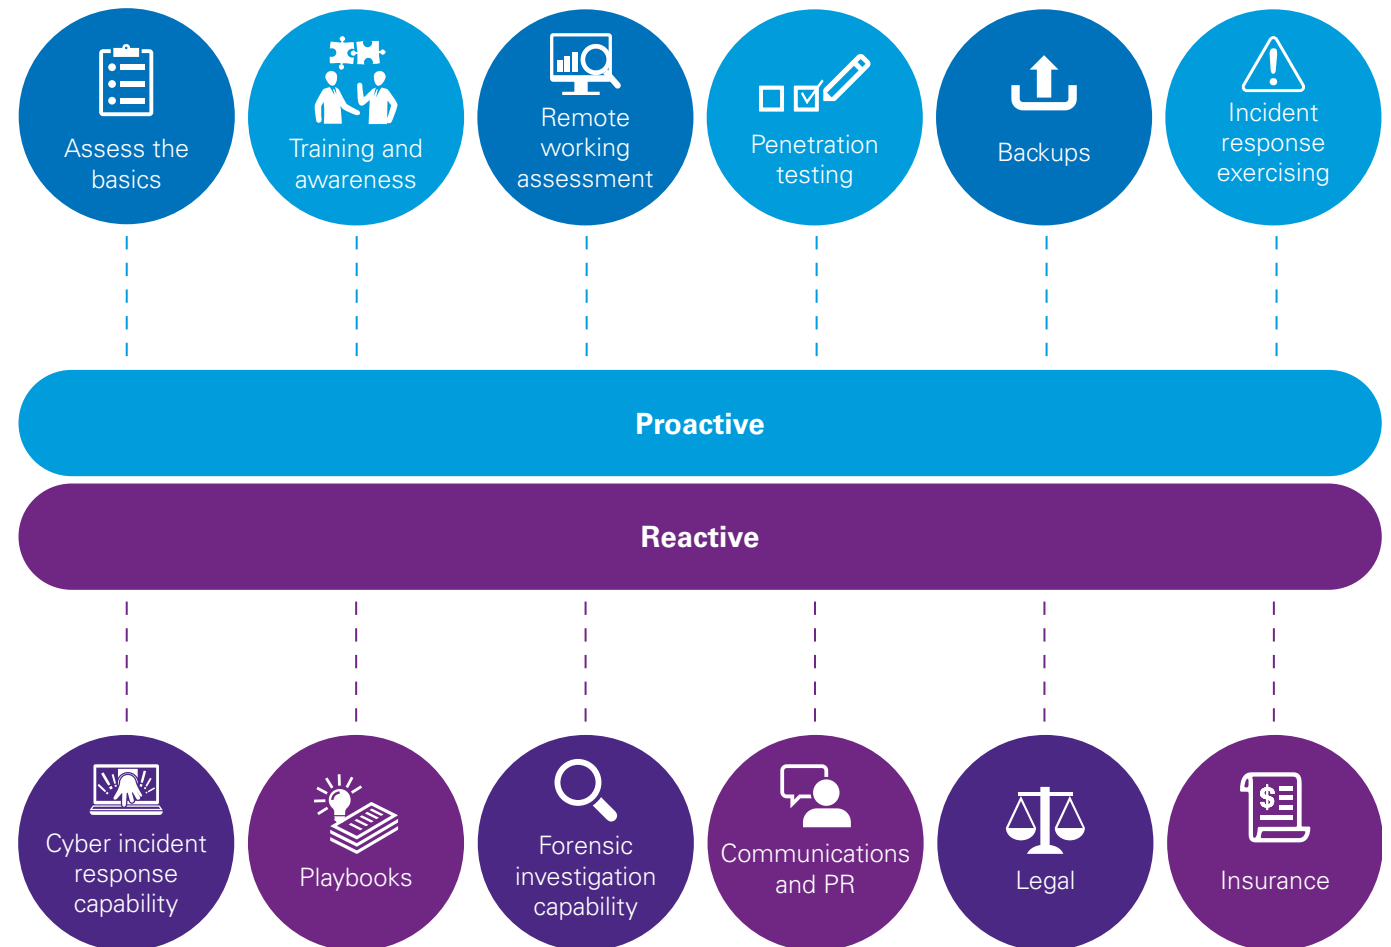 Assess the
basics
Training and
awareness
Remote
working
assessment
Penetration
testing
Backups
Incident
response
exercising
Proactive
Reactive
Cyber incident
response
capability
Playbooks
Forensic
investigation
capability
Communications
and PR
Legal
$
Insurance